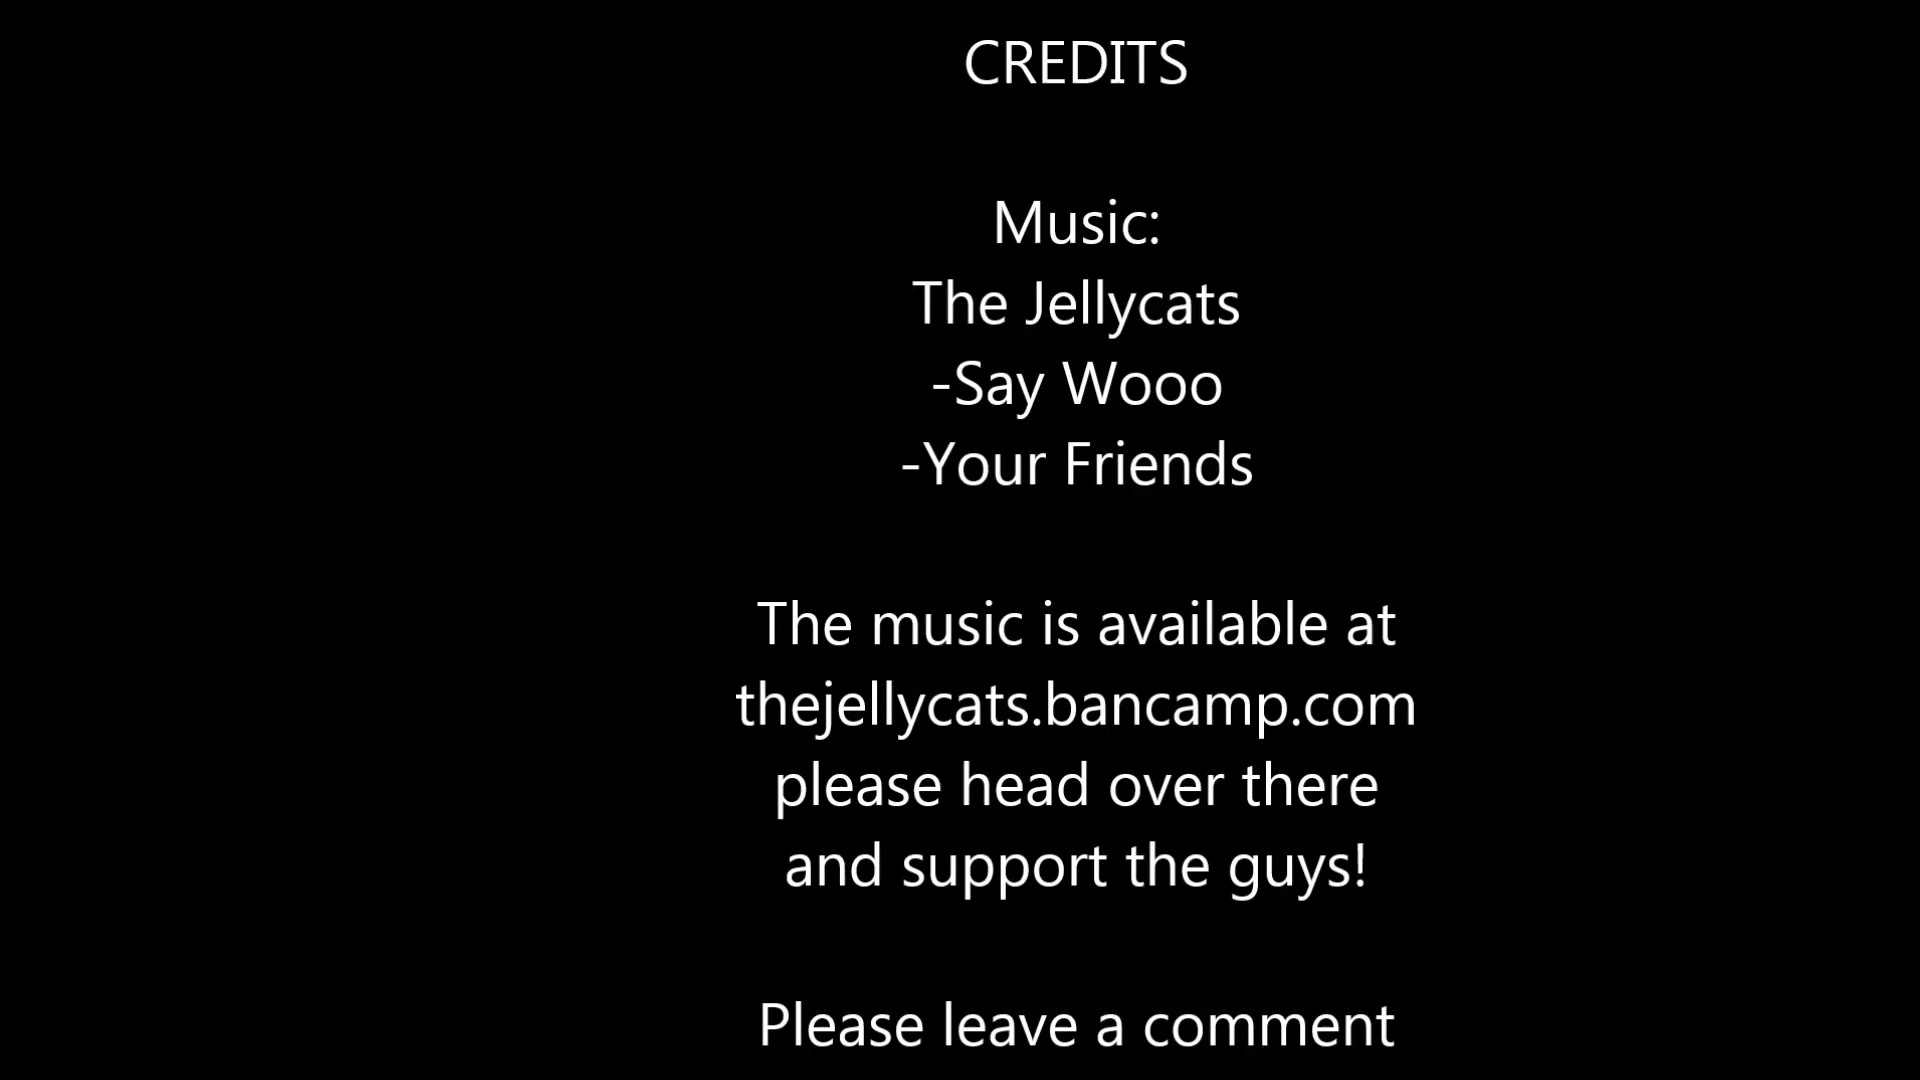 CREDITS
Music:
The Jellycats
-Say Wooo
-Your Friends
The music is available at
thejellycats.bancamp.com
please head over there
and support the guys!
Please leave a comment